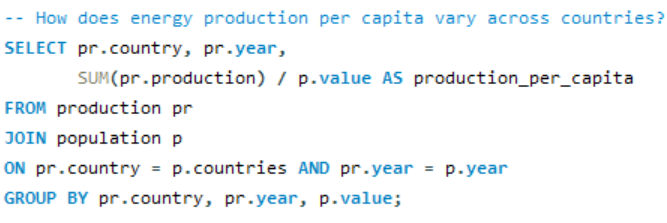 -- How does energy production per capita vary across countries?
SELECT pr.country, pr.year,
SUM(pr.production) / p.value AS production_per_capita
FROM production pr
JOIN population p
ON pr.country = p.countries AND pr.year = p.year
GROUP BY pr.country, pr.year, p.value;